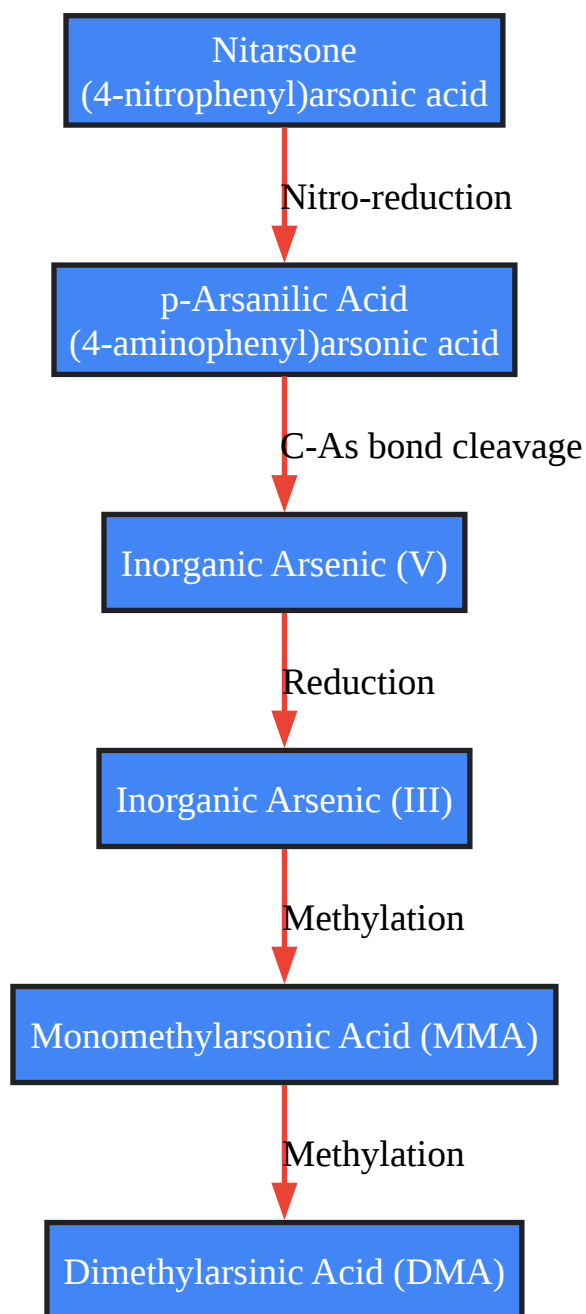 Nitarsone
(4-nitrophenyl)arsonic acid
Nitro-reduction
p-Arsanilic Acid
(4-aminophenyl)arsonic acid
C-As bond cleavage
Inorganic Arsenic (V)
Reduction
Inorganic Arsenic (III)
Methylation
Monomethylarsonic Acid (MMA)
Methylation
Dimethylarsinic Acid (DMA)